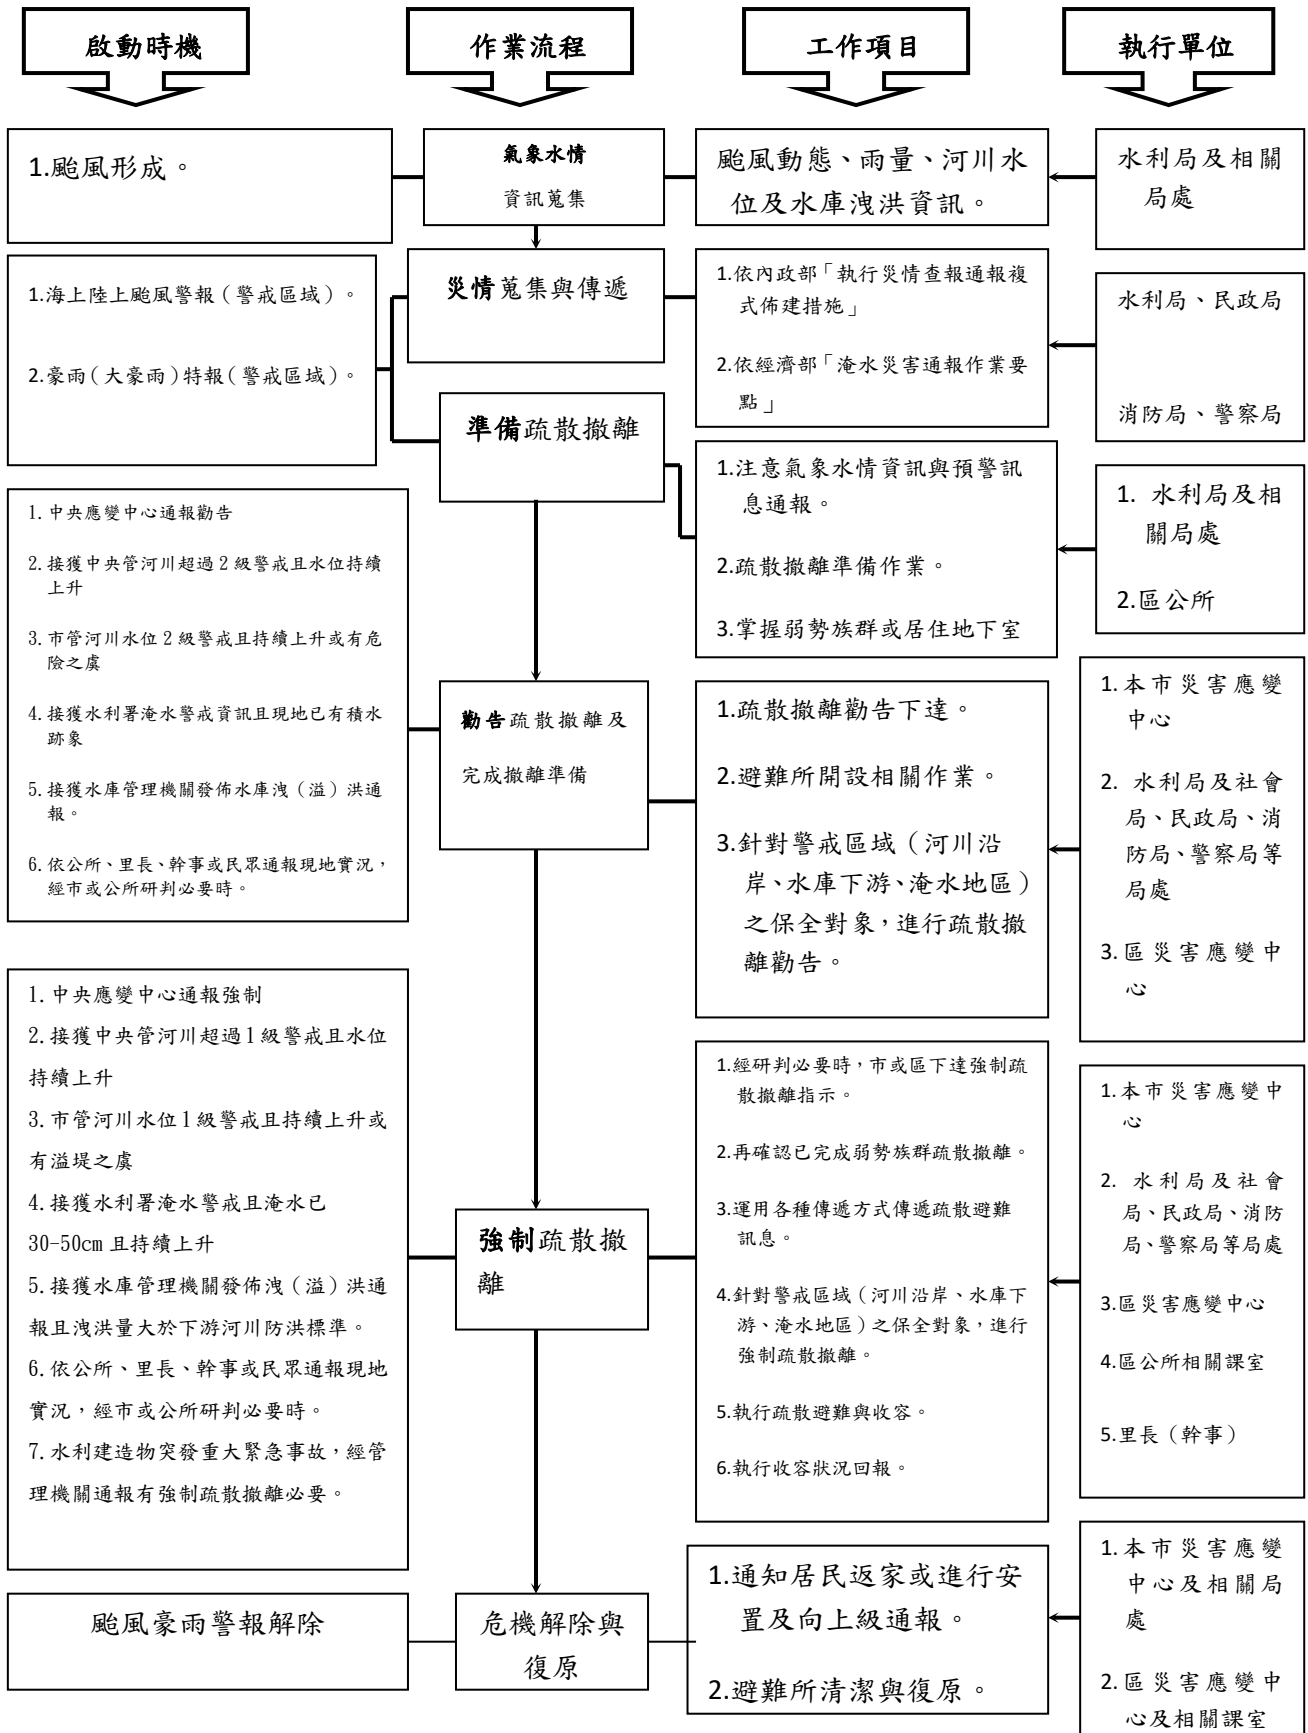 啟動時機
作業流程
工作項目
執行單位
1.颱風形成。
氣象水情
資訊蒐集
颱風動態、雨量、河川水
位及水庫洩洪資訊。
水利局及相關
局處
1.海上陸上颱風警報（警戒區域）。
2.豪雨（大豪雨）特報（警戒區域）。
災情蒐集與傳遞
1.依內政部「執行災情查報通報複
式佈建措施」
2.依經濟部「淹水災害通報作業要
點」
水利局、民政局
消防局、警察局
準備疏散撤離
1.注意氣象水情資訊與預警訊
息通報。
2.疏散撤離準備作業。
3.掌握弱勢族群或居住地下室
1. 水利局及相
關局處
2.區公所
1.中央應變中心通報勸告
2.接獲中央管河川超過2級警戒且水位持續
上升
3.市管河川水位2級警戒且持續上升或有危
險之虞
4.接獲水利署淹水警戒資訊且現地已有積水
跡象
5.接獲水庫管理機關發佈水庫洩（溢）洪通
報。
6.依公所、里長、幹事或民眾通報現地實況，
經市或公所研判必要時。
勸告疏散撤離及
完成撤離準備
1.疏散撤離勸告下達。
2.避難所開設相關作業。
3.針對警戒區域（河川沿
岸、水庫下游、淹水地區）
之保全對象，進行疏散撤
離勸告。
1.本市災害應變
中心
2. 水利局及社會
局、民政局、消
防局、警察局等
局處
3.區災害應變中
心
1.中央應變中心通報強制
2.接獲中央管河川超過1級警戒且水位
持續上升
3.市管河川水位1級警戒且持續上升或
有溢堤之虞
4.接獲水利署淹水警戒且淹水已
30-50cm 且持續上升
5.接獲水庫管理機關發佈洩（溢）洪通
報且洩洪量大於下游河川防洪標準。
6.依公所、里長、幹事或民眾通報現地
實況，經市或公所研判必要時。
7.水利建造物突發重大緊急事故，經管
理機關通報有強制疏散撤離必要。
強制疏散撤
離
1.經研判必要時，市或區下達強制疏
散撤離指示。
2.再確認已完成弱勢族群疏散撤離。
3.運用各種傳遞方式傳遞疏散避難
訊息。
4.針對警戒區域（河川沿岸、水庫下
游、淹水地區）之保全對象，進行
強制疏散撤離。
5.執行疏散避難與收容。
6.執行收容狀況回報。
1.本市災害應變中
心
2. 水利局及社會
局、民政局、消防
局、警察局等局處
3.區災害應變中心
4.區公所相關課室
5.里長（幹事）
颱風豪雨警報解除
危機解除與
復原
1.通知居民返家或進行安
置及向上級通報。
2.避難所清潔與復原。
1.本市災害應變
中心及相關局
處
2.區災害應變中
心及相關課室